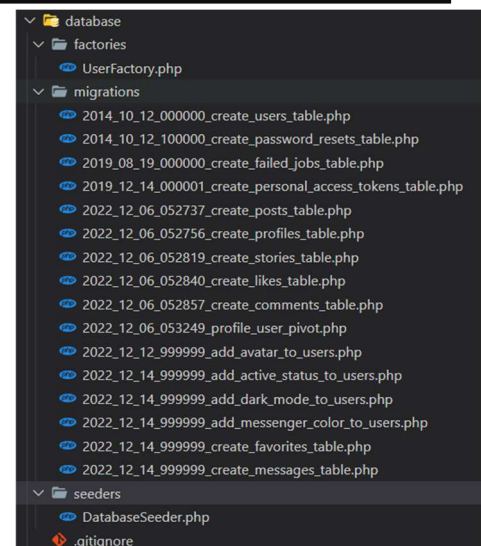 database
factories
UserFactory.php
migrations
2014_10_12_000000_create_users_table.php
2014_10_12_100000_create_password_resets_table.php
2019_08_19_000000_create_failed_jobs_table.php
2019_12_14_000001_create_personal_access_tokens_table.php
2022_12_06_052737_create_posts_table.php
2022_12_06_052756_create_profiles_table.php
2022_12_06_052819_create_stories_table.php
2022_12_06_052840_create_likes_table.php
2022_12_06_052857_create_comments_table.php
2022_12_06_053249_profile_user_pivot.php
2022_12_12_999999_add_avatar_to_users.php
2022_12_14_999999_add_active_status_to_users.php
2022_12_14_999999_add_dark_mode_to_users.php
2022_12_14_999999_add_messenger_color_to_users.php
2022_12_14_999999_create_favorites_table.php
2022_12_14_999999_create_messages_table.php
seeders
DatabaseSeeder.php
.gitignore